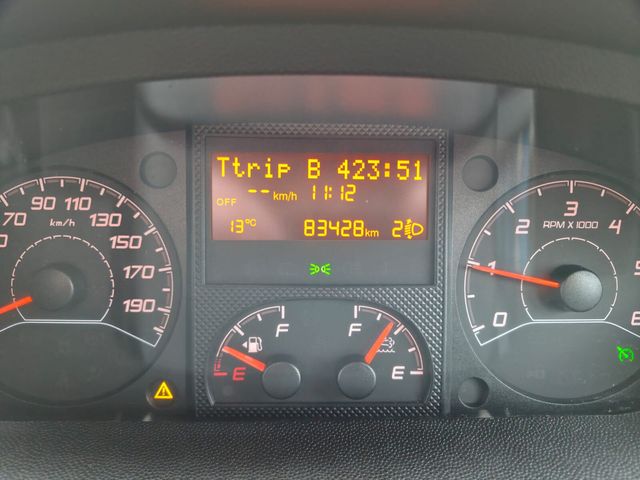 Ttrip B 423:51
OFF --km/h 11:12
13°C 83428km 2
70 90 110 130 150 170 190
km/h
0 1 2 3 4
RPM X 1000
F E
F E